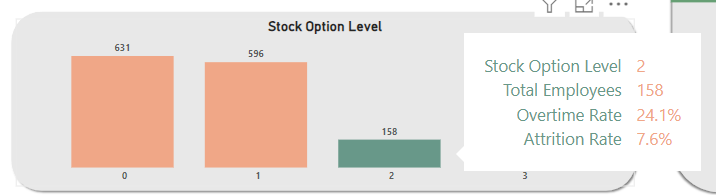 Stock Option Level
631
596
158
0
1
2
3
Stock Option Level 2
Total Employees 158
Overtime Rate 24.1%
Attrition Rate 7.6%